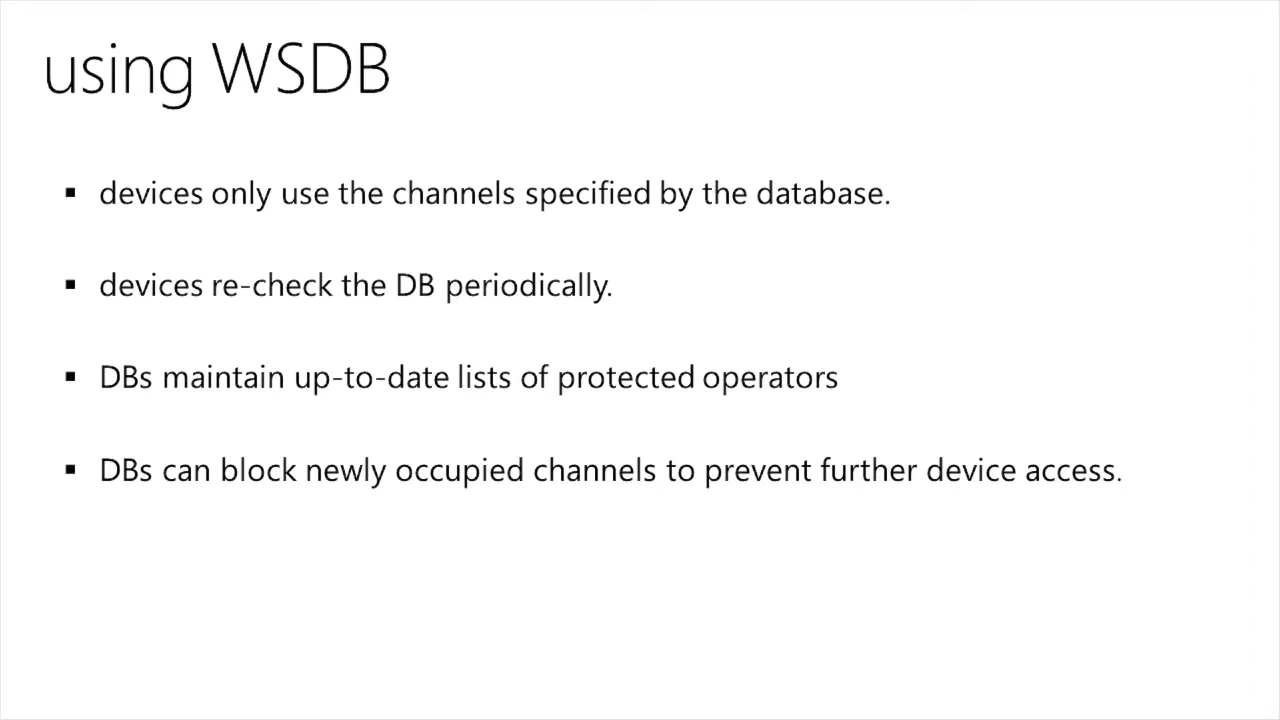 using WSDB
▪ devices only use the channels specified by the database.
▪ devices re-check the DB periodically.
▪ DBs maintain up-to-date lists of protected operators
▪ DBs can block newly occupied channels to prevent further device access.